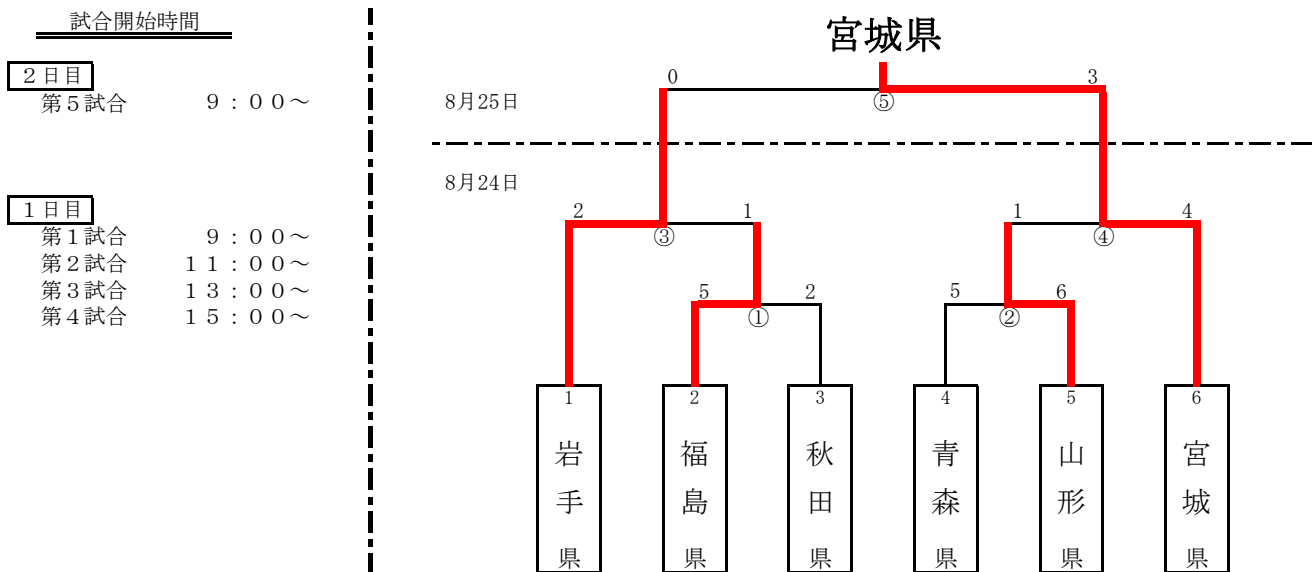 試合開始時間
２日目
第５試合 ９：００～
１日目
第１試合 ９：００～
第２試合 １１：００～
第３試合 １３：００～
第４試合 １５：００～
宮城県
0 3
8月25日 ⑤
8月24日
2 1 1 4
③ ④
5 2 5 6
① ②
1 2 3 4 5 6
岩手県
福島県
秋田県
青森県
山形県
宮城県